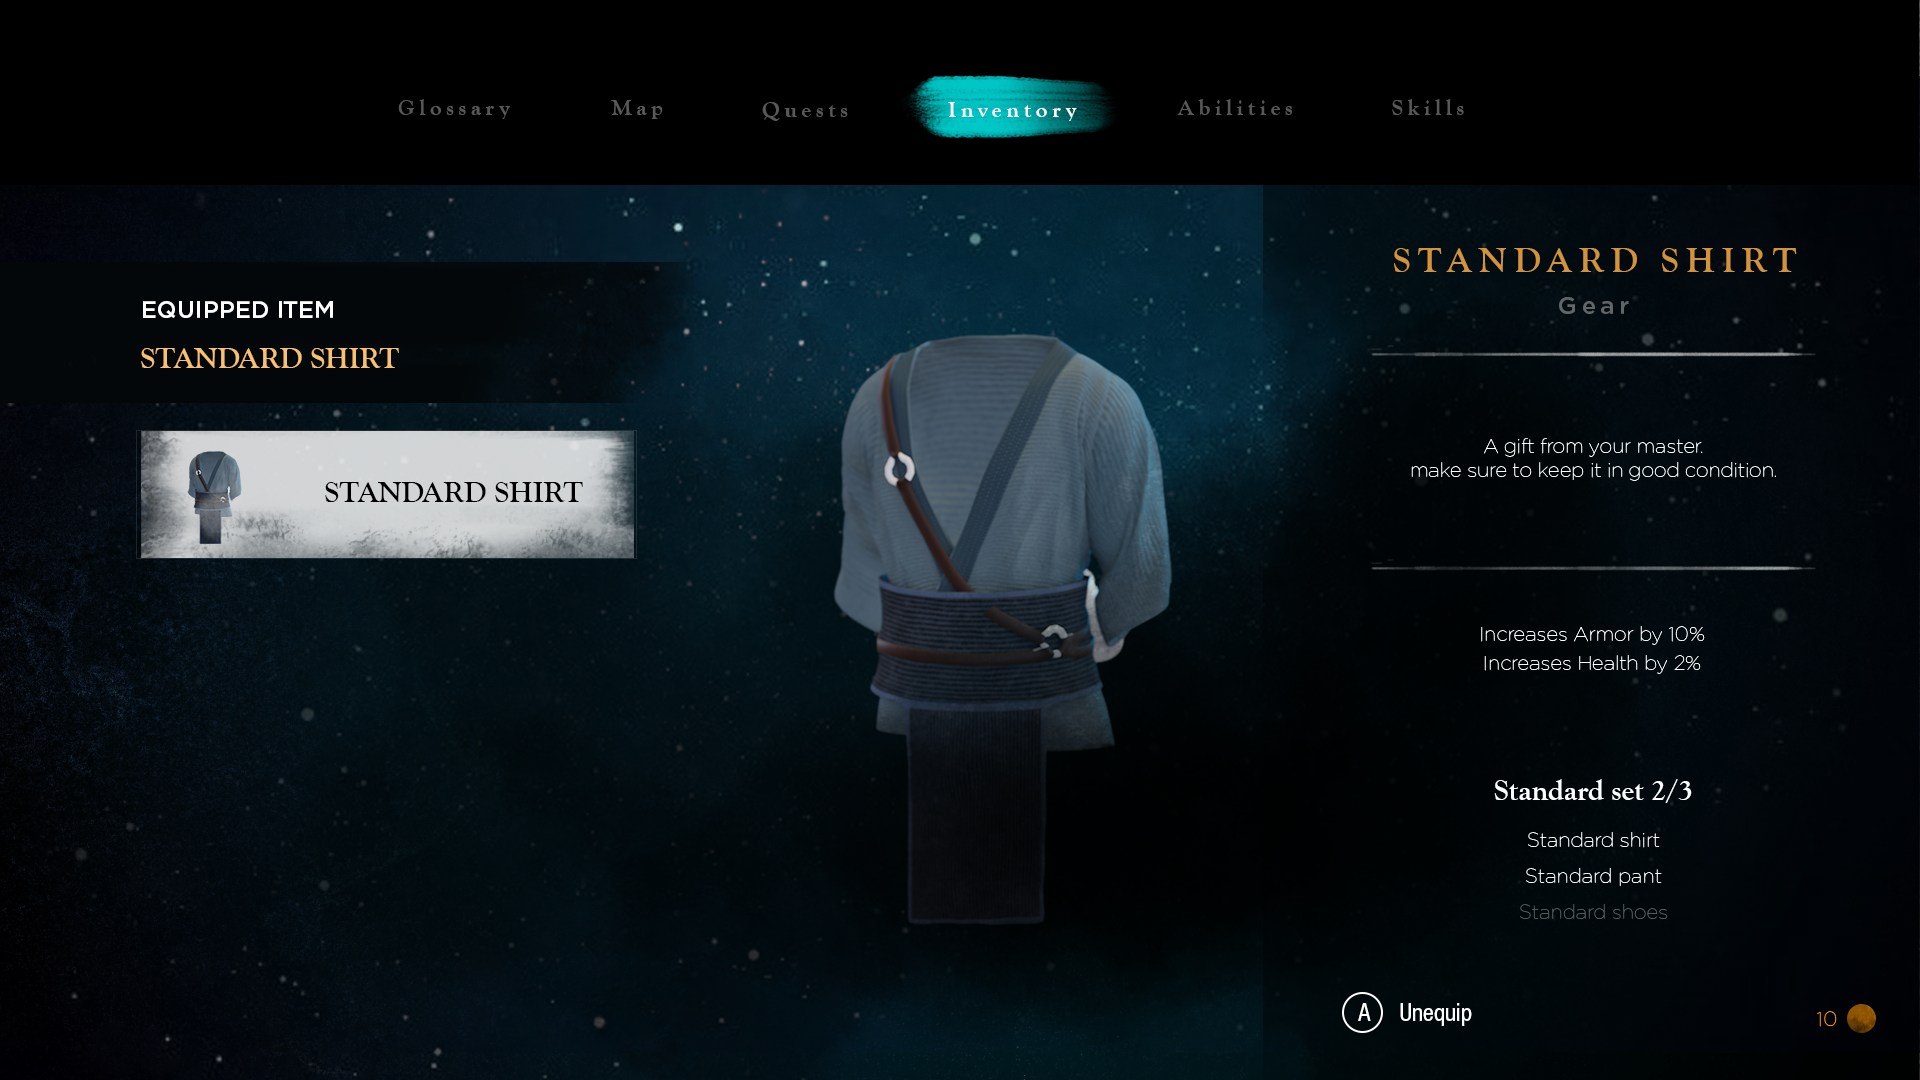 Glossary Map Quests Inventory Abilities Skills
EQUIPPED ITEM
STANDARD SHIRT
STANDARD SHIRT
STANDARD SHIRT
Gear
A gift from your master.
make sure to keep it in good condition.
Increases Armor by 10%
Increases Health by 2%
Standard set 2/3
Standard shirt
Standard pant
Standard shoes
A Unequip
10